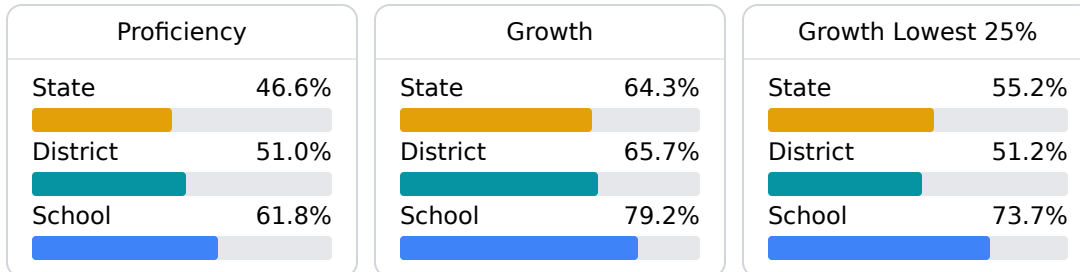 Proficiency
State 46.6%
District 51.0%
School 61.8%
Growth
State 64.3%
District 65.7%
School 79.2%
Growth Lowest 25%
State 55.2%
District 51.2%
School 73.7%